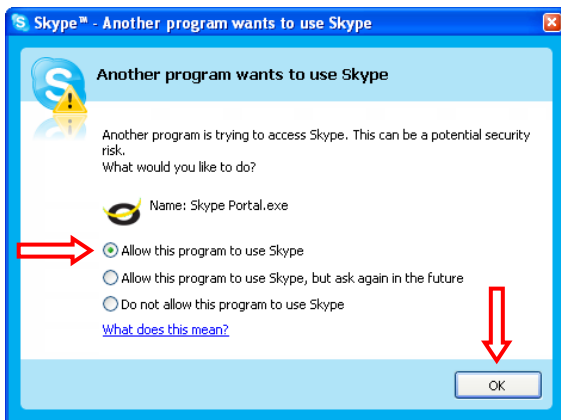 Skype™ - Another program wants to use Skype
Another program wants to use Skype
Another program is trying to access Skype. This can be a potential security
risk.
What would you like to do?
Name: Skype Portal.exe
Allow this program to use Skype
Allow this program to use Skype, but ask again in the future
Do not allow this program to use Skype
What does this mean?
OK